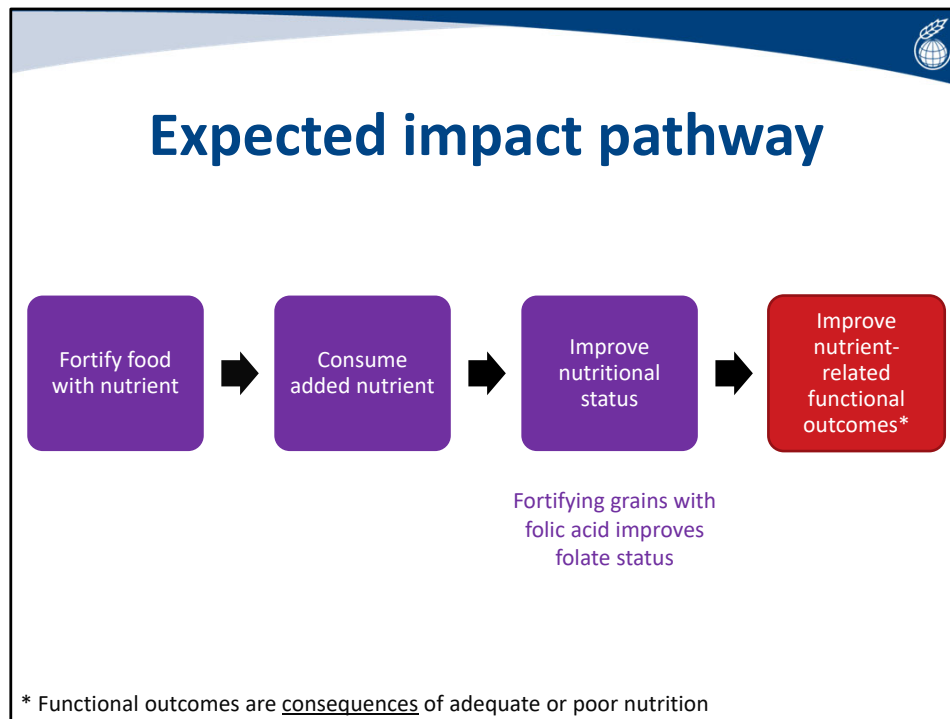 Expected impact pathway
Fortify food
with nutrient
Consume
added nutrient
Improve
nutritional
status
Improve
nutrient-
related
functional
outcomes*
Fortifying grains with
folic acid improves
folate status
* Functional outcomes are consequences of adequate or poor nutrition